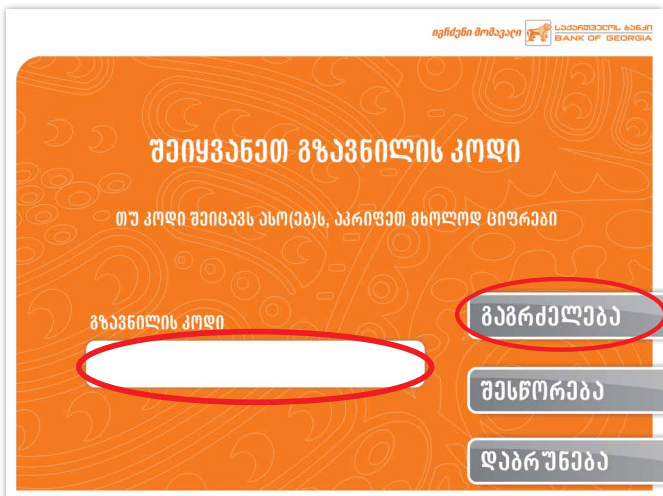 იგრძენი მომავალი
საქართველოს ბანკი
BANK OF GEORGIA
შეიყვანეთ გზავნილის კოდი
თუ კოდი შეიცავს ასო(ებ)ს, აკრიფეთ მხოლოდ ციფრები
გზავნილის კოდი
გაგრძელება
შესწორება
დაბრუნება